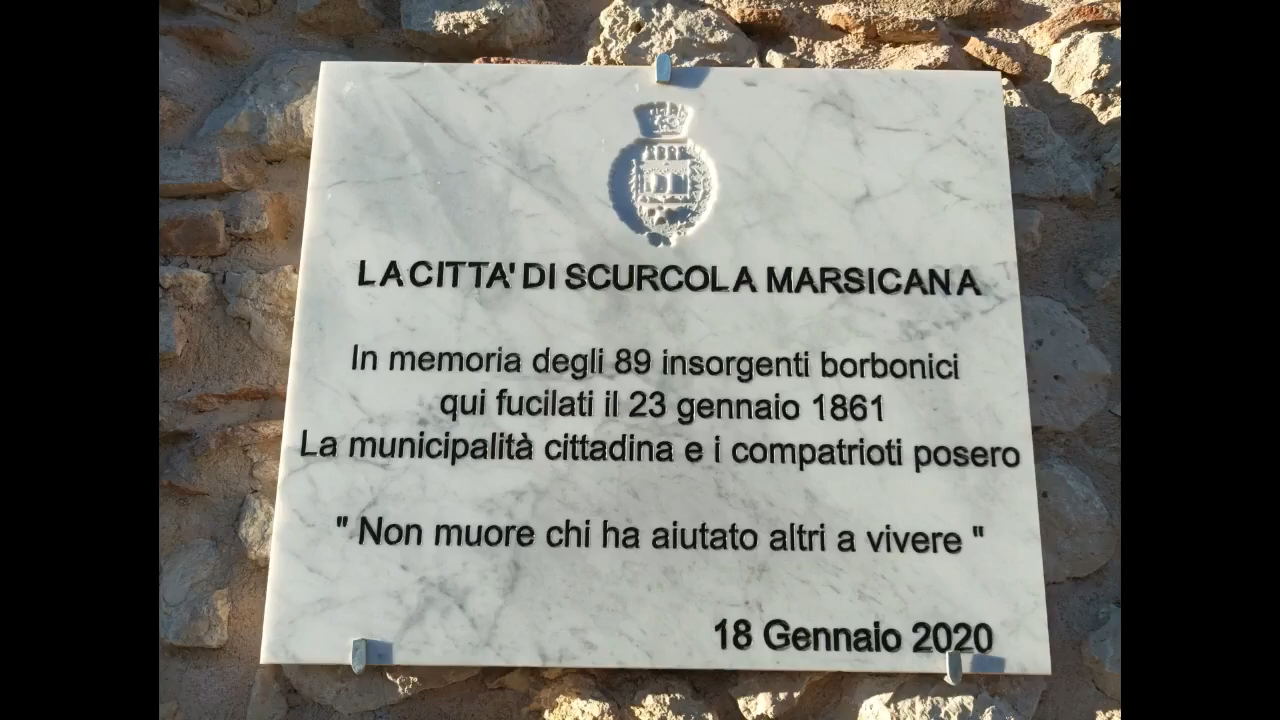 LA CITTA' DI SCURCOLA MARSICANA
In memoria degli 89 insorgenti borbonici
qui fucilati il 23 gennaio 1861
La municipalità cittadina e i compatrioti posero
" Non muore chi ha aiutato altri a vivere "
18 Gennaio 2020